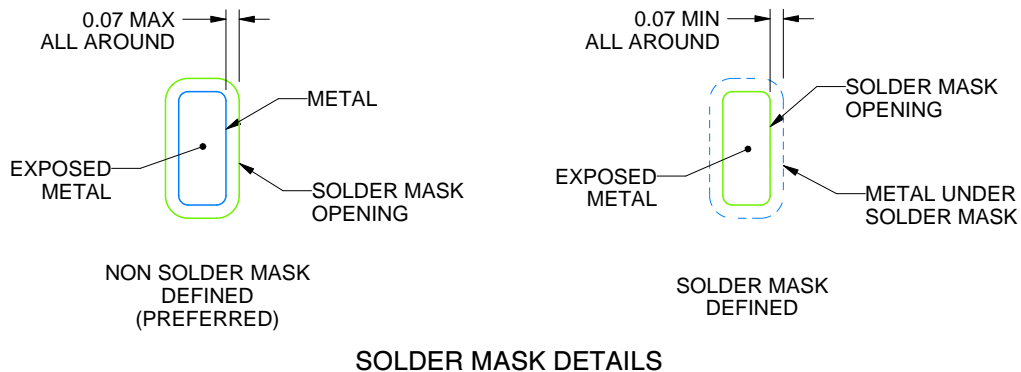 0.07 MAX
ALL AROUND
METAL
EXPOSED
METAL
SOLDER MASK
OPENING
NON SOLDER MASK
DEFINED
(PREFERRED)
0.07 MIN
ALL AROUND
SOLDER MASK
OPENING
EXPOSED
METAL
METAL UNDER
SOLDER MASK
SOLDER MASK
DEFINED
SOLDER MASK DETAILS